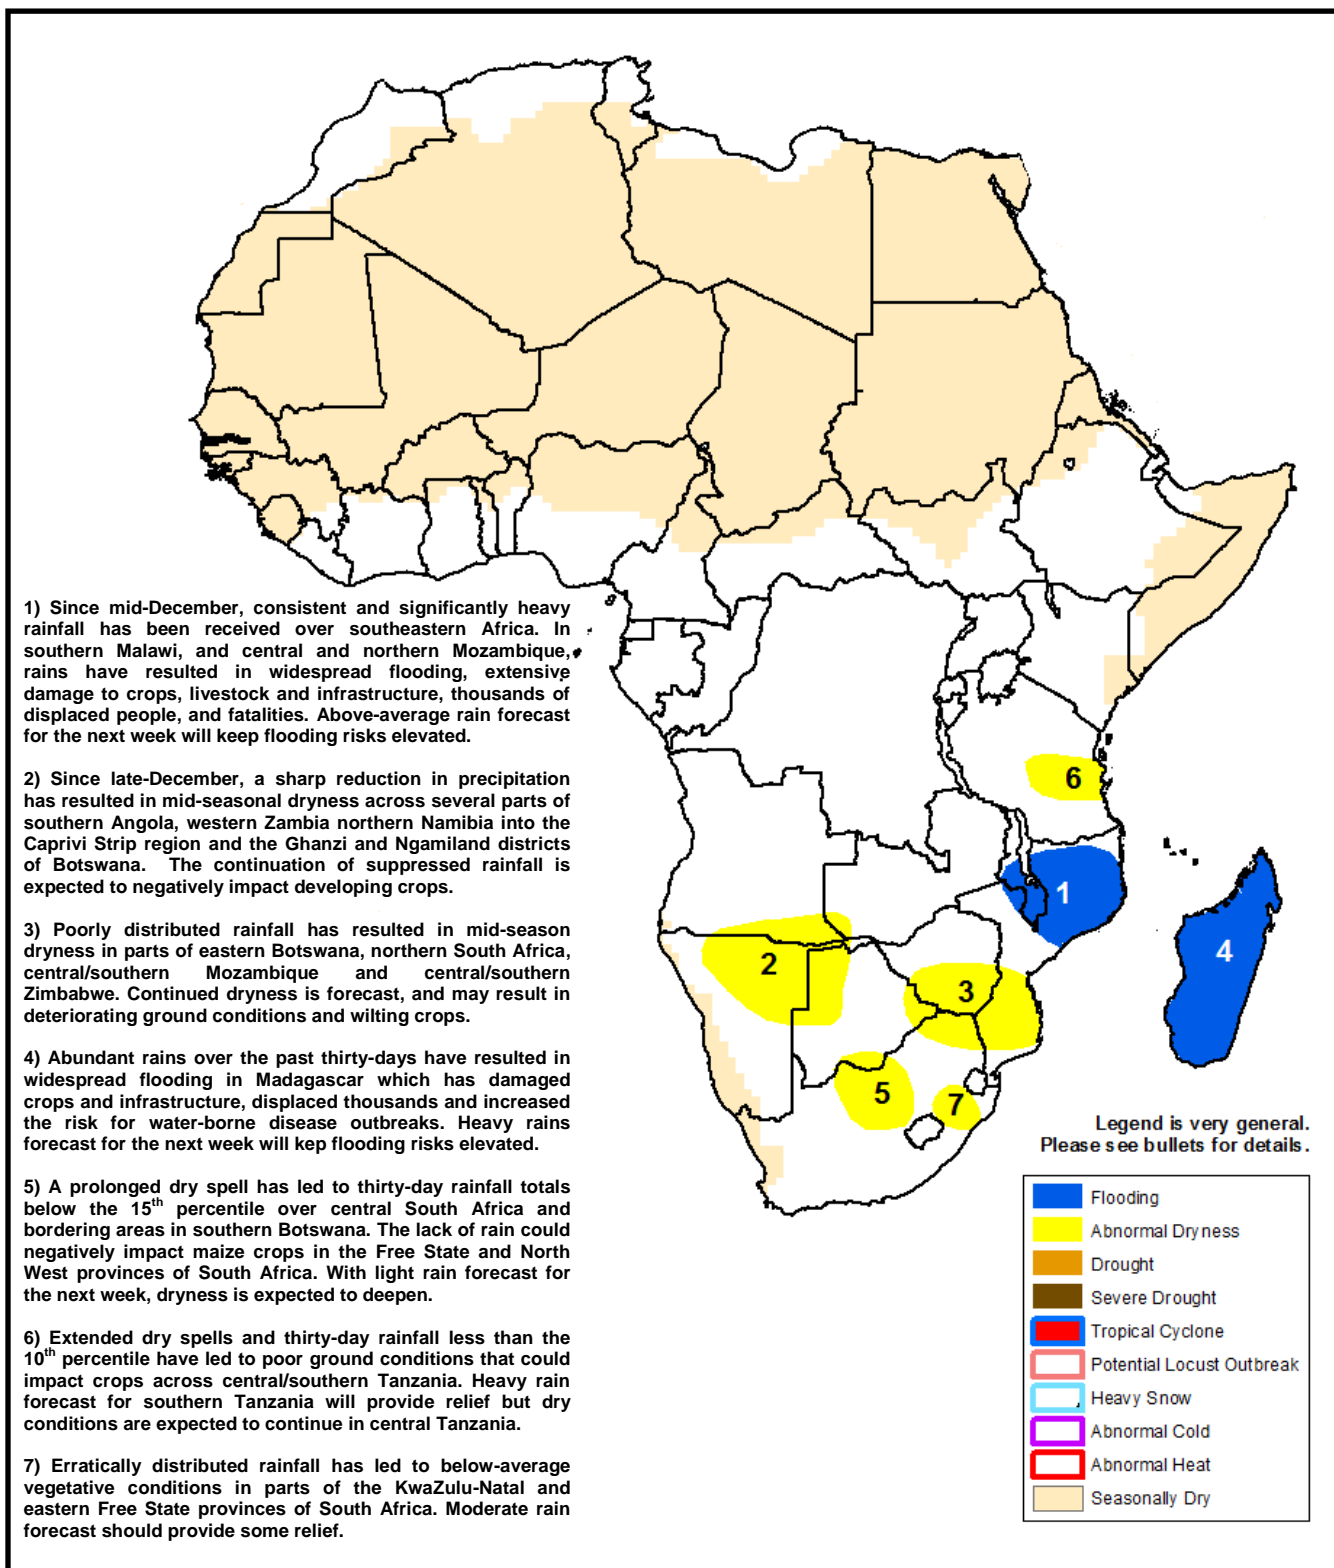 1) Since mid-December, consistent and significantly heavy
rainfall has been received over southeastern Africa. In
southern Malawi, and central and northern Mozambique,
rains have resulted in widespread flooding, extensive
damage to crops, livestock and infrastructure, thousands of
displaced people, and fatalities. Above-average rain forecast
for the next week will keep flooding risks elevated.
2) Since late-December, a sharp reduction in precipitation
has resulted in mid-seasonal dryness across several parts of
southern Angola, western Zambia northern Namibia into the
Caprivi Strip region and the Ghanzi and Ngamiland districts
of Botswana. The continuation of suppressed rainfall is
expected to negatively impact developing crops.
3) Poorly distributed rainfall has resulted in mid-season
dryness in parts of eastern Botswana, northern South Africa,
central/southern Mozambique and central/southern
Zimbabwe. Continued dryness is forecast, and may result in
deteriorating ground conditions and wilting crops.
4) Abundant rains over the past thirty-days have resulted in
widespread flooding in Madagascar which has damaged
crops and infrastructure, displaced thousands and increased
the risk for water-borne disease outbreaks. Heavy rains
forecast for the next week will kep flooding risks elevated.
5) A prolonged dry spell has led to thirty-day rainfall totals
below the 15th percentile over central South Africa and
bordering areas in southern Botswana. The lack of rain could
negatively impact maize crops in the Free State and North
West provinces of South Africa. With light rain forecast for
the next week, dryness is expected to deepen.
6) Extended dry spells and thirty-day rainfall less than the
10th percentile have led to poor ground conditions that could
impact crops across central/southern Tanzania. Heavy rain
forecast for southern Tanzania will provide relief but dry
conditions are expected to continue in central Tanzania.
7) Erratically distributed rainfall has led to below-average
vegetative conditions in parts of the KwaZulu-Natal and
eastern Free State provinces of South Africa. Moderate rain
forecast should provide some relief.
6
1
4
2
3
5
7
Legend is very general.
Please see bullets for details.
Flooding
Abnormal Dryness
Drought
Severe Drought
Tropical Cyclone
Potential Locust Outbreak
Heavy Snow
Abnormal Cold
Abnormal Heat
Seasonally Dry